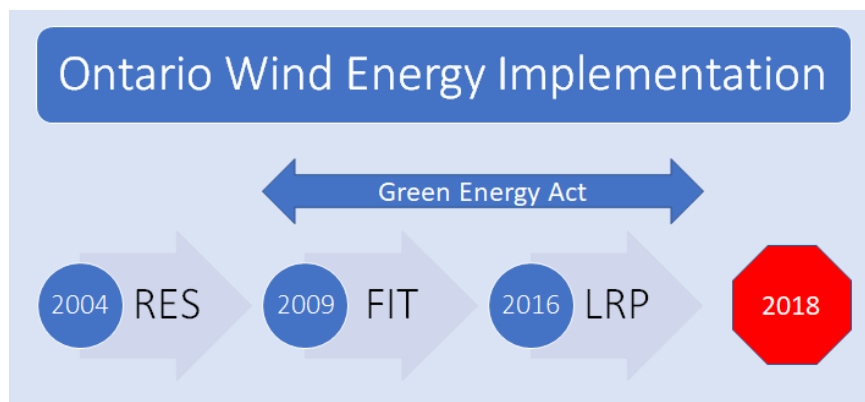 Ontario Wind Energy Implementation
Green Energy Act
2004 RES 2009 FIT 2016 LRP 2018